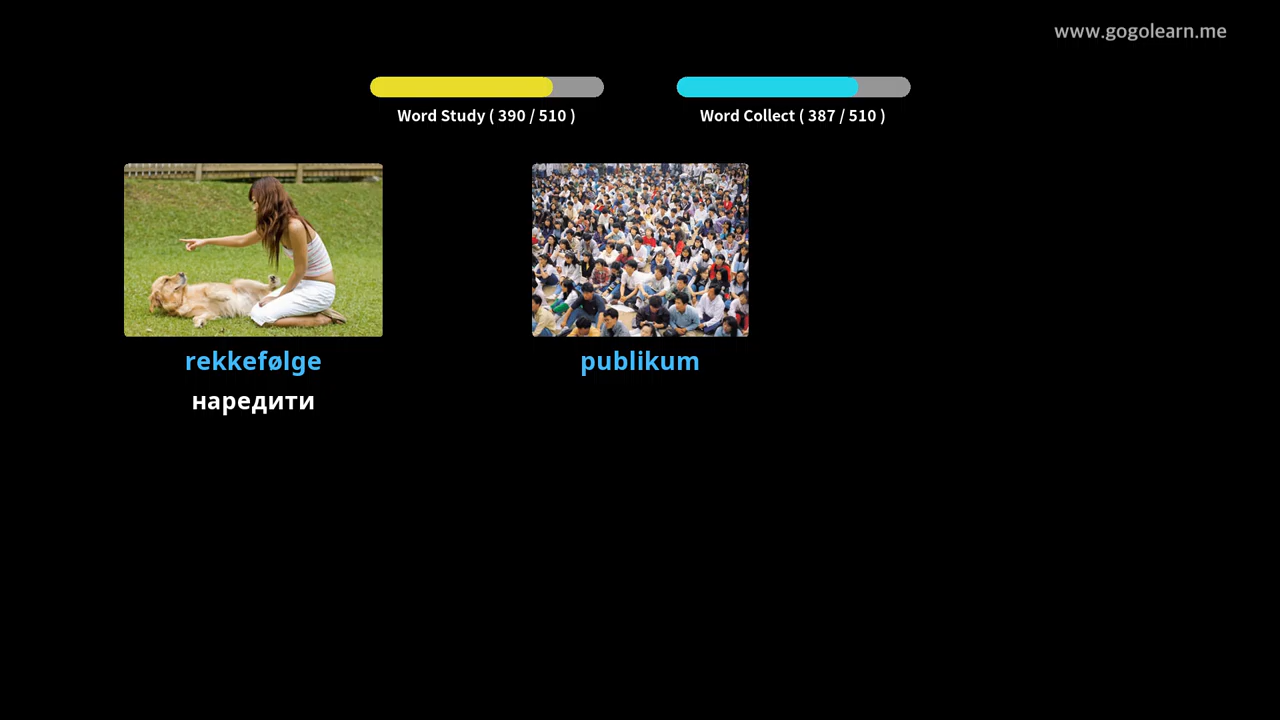 www.gogolearn.me
Word Study ( 390 / 510 )
Word Collect ( 387 / 510 )
rekkefølge
publikum
наредити